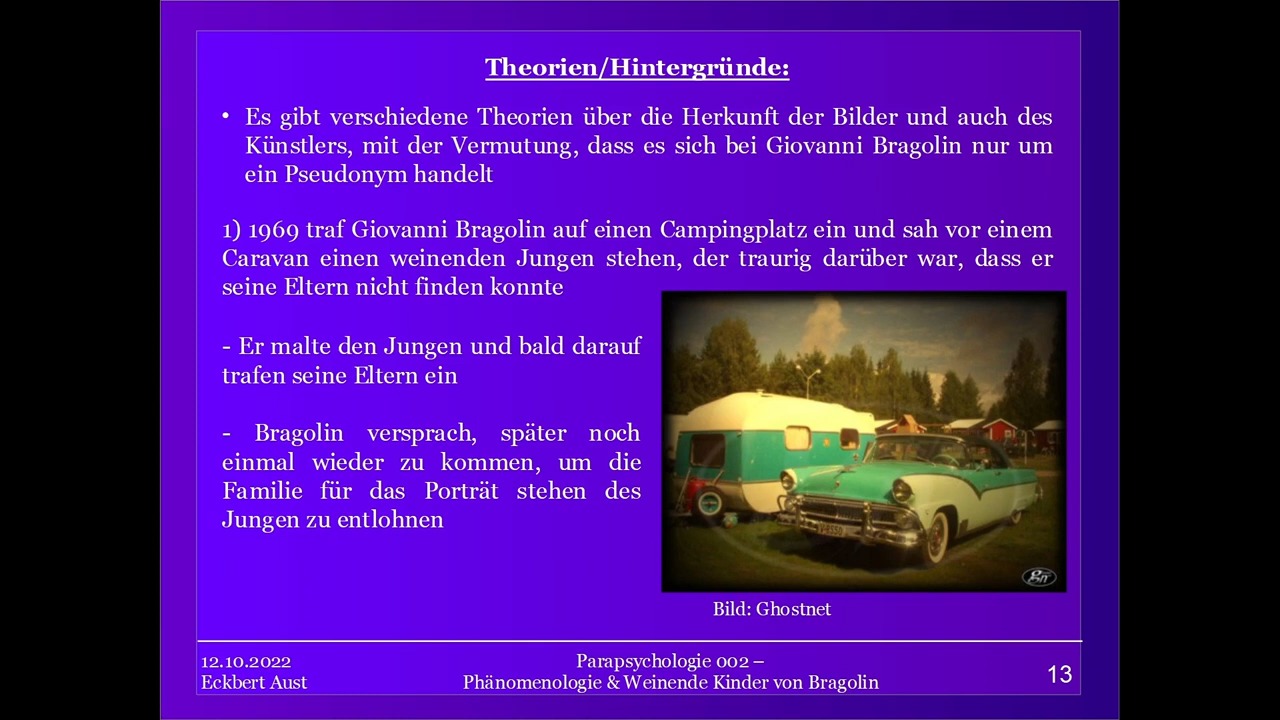 Theorien/Hintergründe:
• Es gibt verschiedene Theorien über die Herkunft der Bilder und auch des
Künstlers, mit der Vermutung, dass es sich bei Giovanni Bragolin nur um
ein Pseudonym handelt
1) 1969 traf Giovanni Bragolin auf einen Campingplatz ein und sah vor einem
Caravan einen weinenden Jungen stehen, der traurig darüber war, dass er
seine Eltern nicht finden konnte
- Er malte den Jungen und bald darauf
trafen seine Eltern ein
- Bragolin versprach, später noch
einmal wieder zu kommen, um die
Familie für das Porträt stehen des
Jungen zu entlohnen
gn
Bild: Ghostnet
12.10.2022
Eckbert Aust
Parapsychologie 002 –
Phänomenologie & Weinende Kinder von Bragolin
13